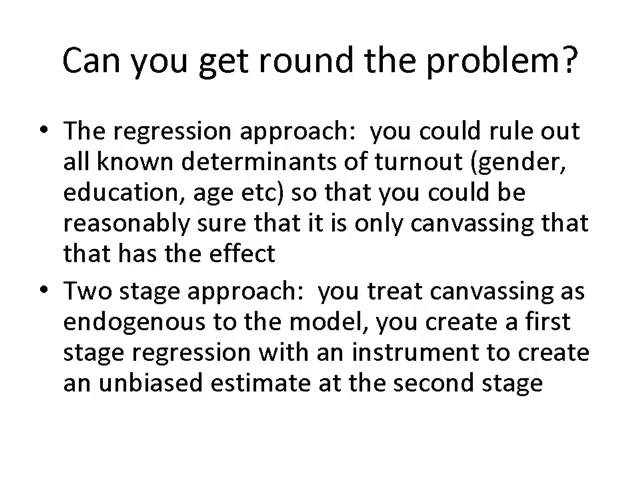 Can you get round the problem?
• The regression approach:  you could rule out
all known determinants of turnout (gender,
education, age etc) so that you could be
reasonably sure that it is only canvassing that
that has the effect
• Two stage approach:  you treat canvassing as
endogenous to the model, you create a first
stage regression with an instrument to create
an unbiased estimate at the second stage